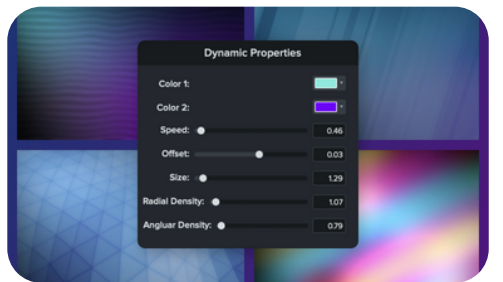 Dynamic Properties
Color 1:
Color 2:
Speed: 0.46
Offset: 0.03
Size: 1.29
Radial Density: 1.07
Angluar Density: 0.79